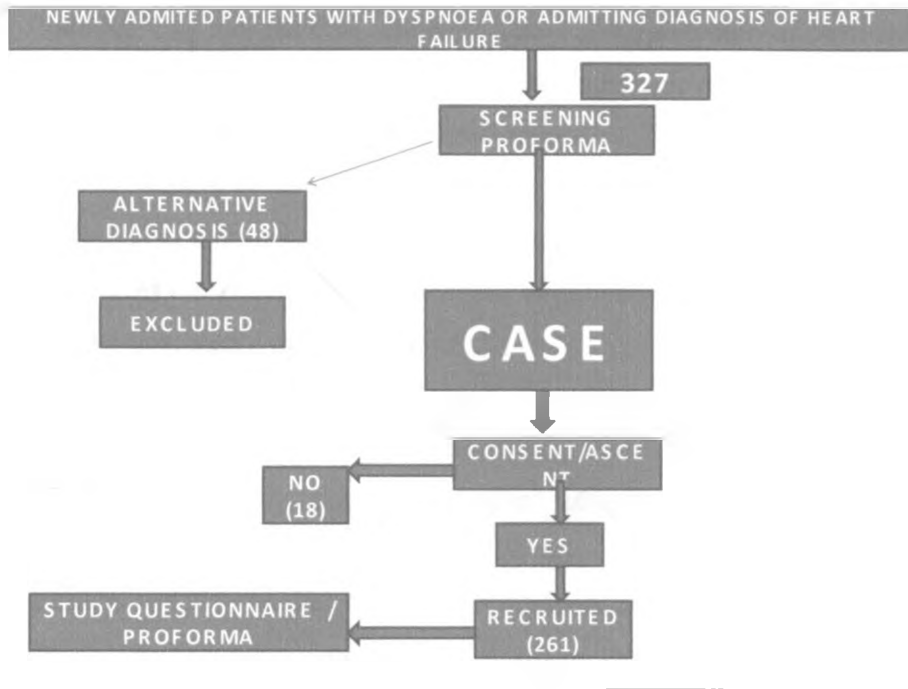 NEWLY ADMITED PATIENTS WITH DYSPNOEA OR ADMITTING DIAGNOSIS OF HEART
FAILURE
327
SCREENING
PROFORMA
ALTERNATIVE
DIAGNOSIS (48)
EXCLUDED
CASE
CONSENT/ASCE
NT
NO
(18)
YES
STUDY QUESTIONNAIRE /
PROFORMA
RECRUITED
(261)